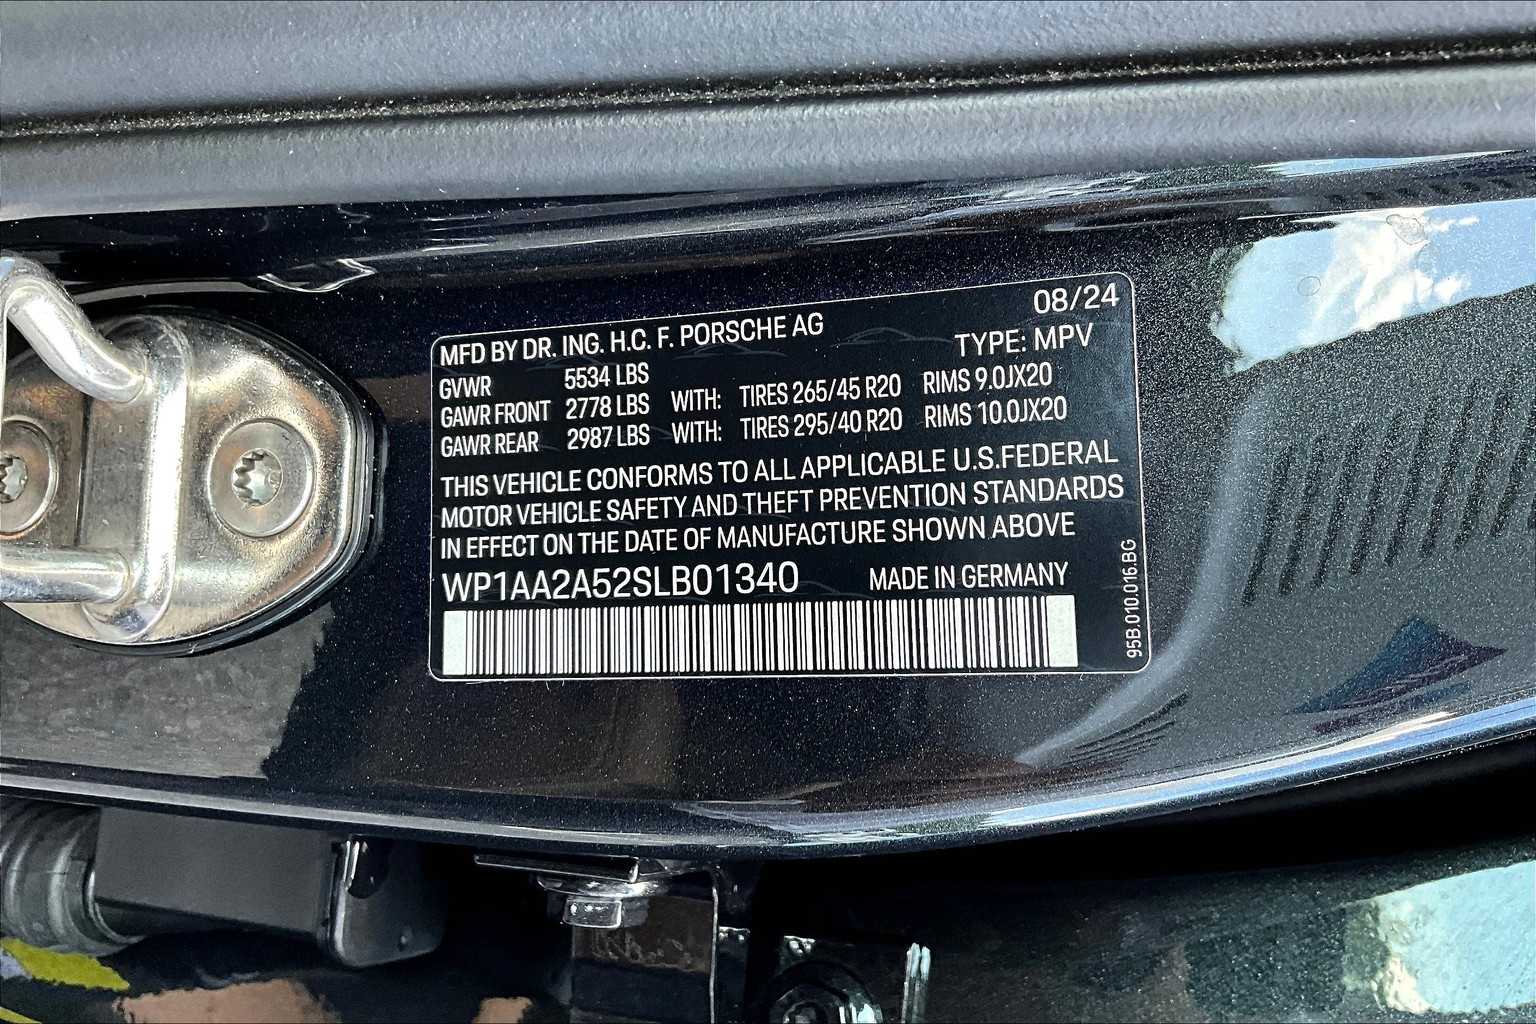 08/24
MFD BY DR. ING. H.C. F. PORSCHE AG
TYPE: MPV
GVWR 5534 LBS
GAWR FRONT 2778 LBS WITH: TIRES 265/45 R20 RIMS 9.0JX20
GAWR REAR 2987 LBS WITH: TIRES 295/40 R20 RIMS 10.0JX20
THIS VEHICLE CONFORMS TO ALL APPLICABLE U.S.FEDERAL
MOTOR VEHICLE SAFETY AND THEFT PREVENTION STANDARDS
IN EFFECT ON THE DATE OF MANUFACTURE SHOWN ABOVE
WP1AA2A52SLB01340 MADE IN GERMANY
95B.010.016.BG